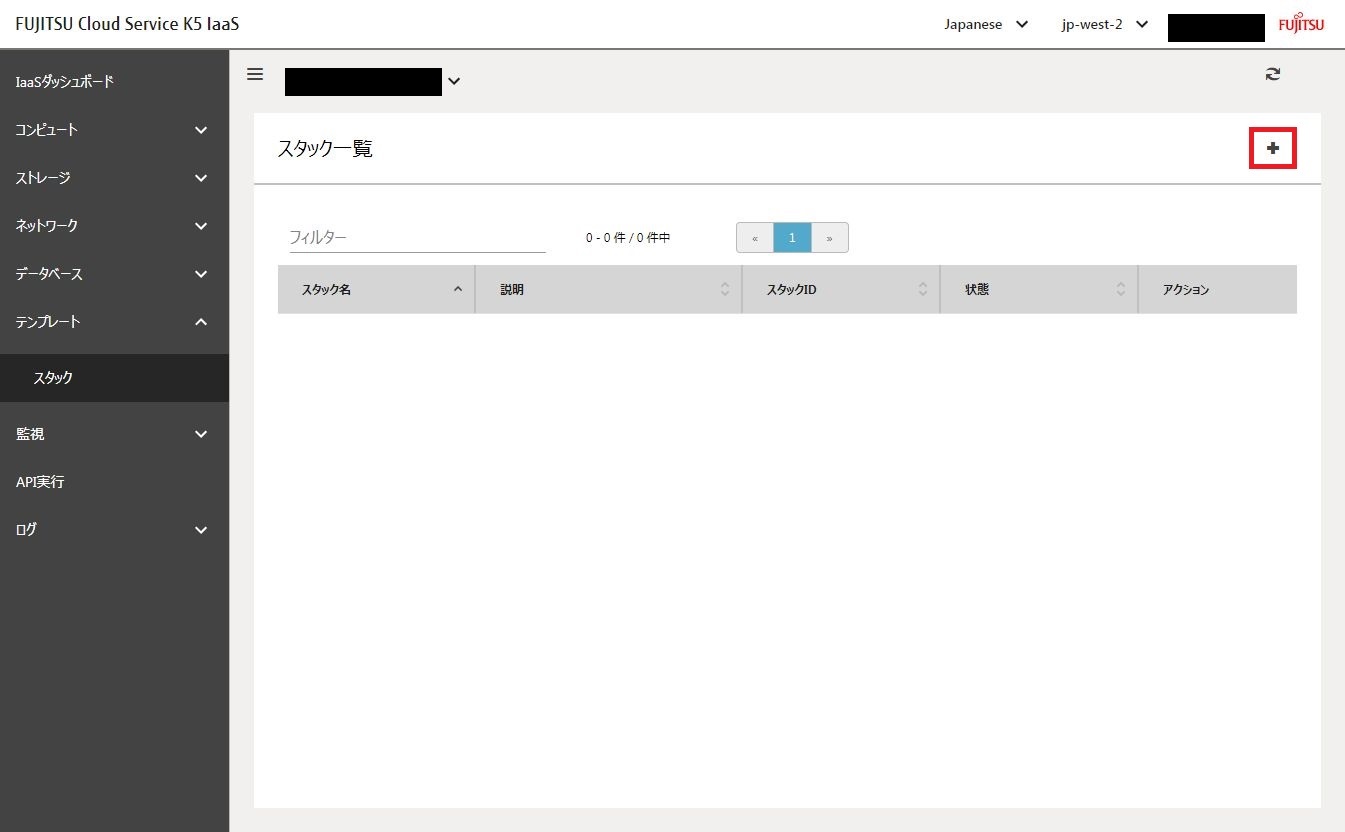 FUJITSU Cloud Service K5 IaaS
Japanese
jp-west-2
FUJITSU
IaaSダッシュボード
コンピュート
ストレージ
ネットワーク
データベース
テンプレート
スタック
監視
API実行
ログ
スタック一覧
フィルター
0 - 0 件 / 0 件中
« 1 »
スタック名 説明 スタックID 状態 アクション